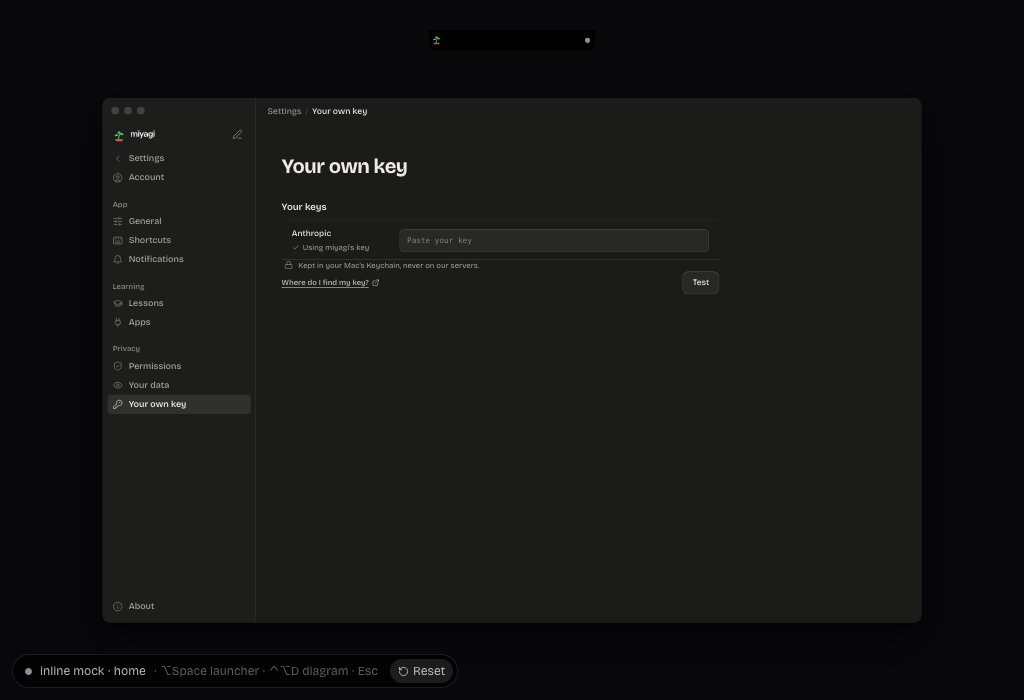 Settings / Your own key
miyagi
Settings
Account
App
General
Shortcuts
Notifications
Learning
Lessons
Apps
Privacy
Permissions
Your data
Your own key
About
Your own key
Your keys
Anthropic
Using miyagi's key
Paste your key
Kept in your Mac's Keychain, never on our servers.
Where do I find my key?
Test
inline mock · home · ⌥Space launcher · ^⌥D diagram · Esc
Reset